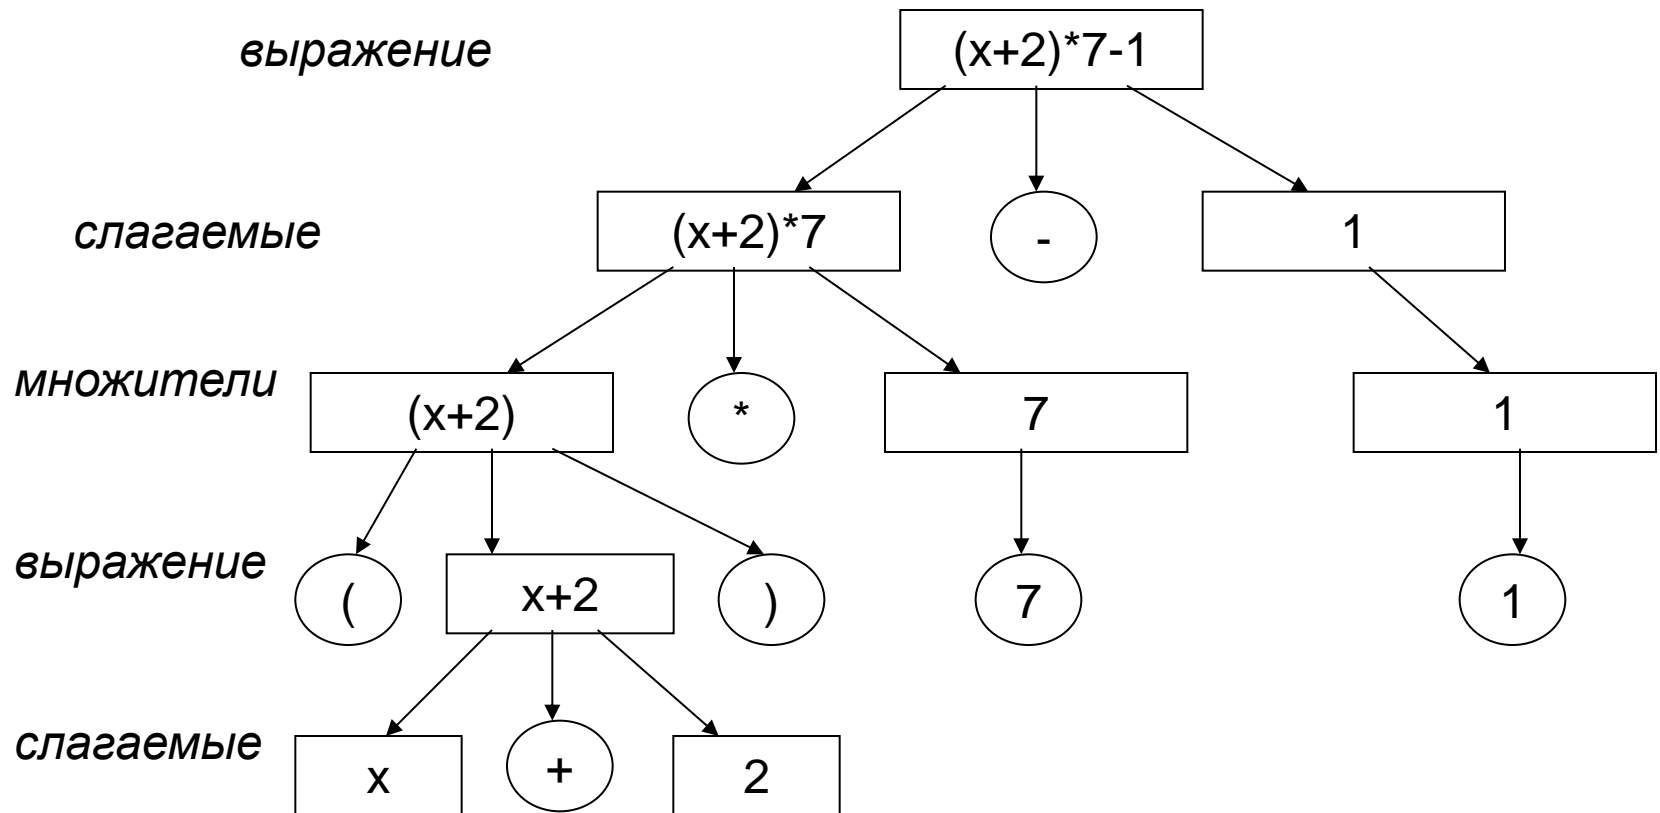 выражение (x+2)*7-1
слагаемые (x+2)*7 - 1
множители (x+2) * 7 1
выражение ( x+2 ) 7 1
слагаемые x + 2